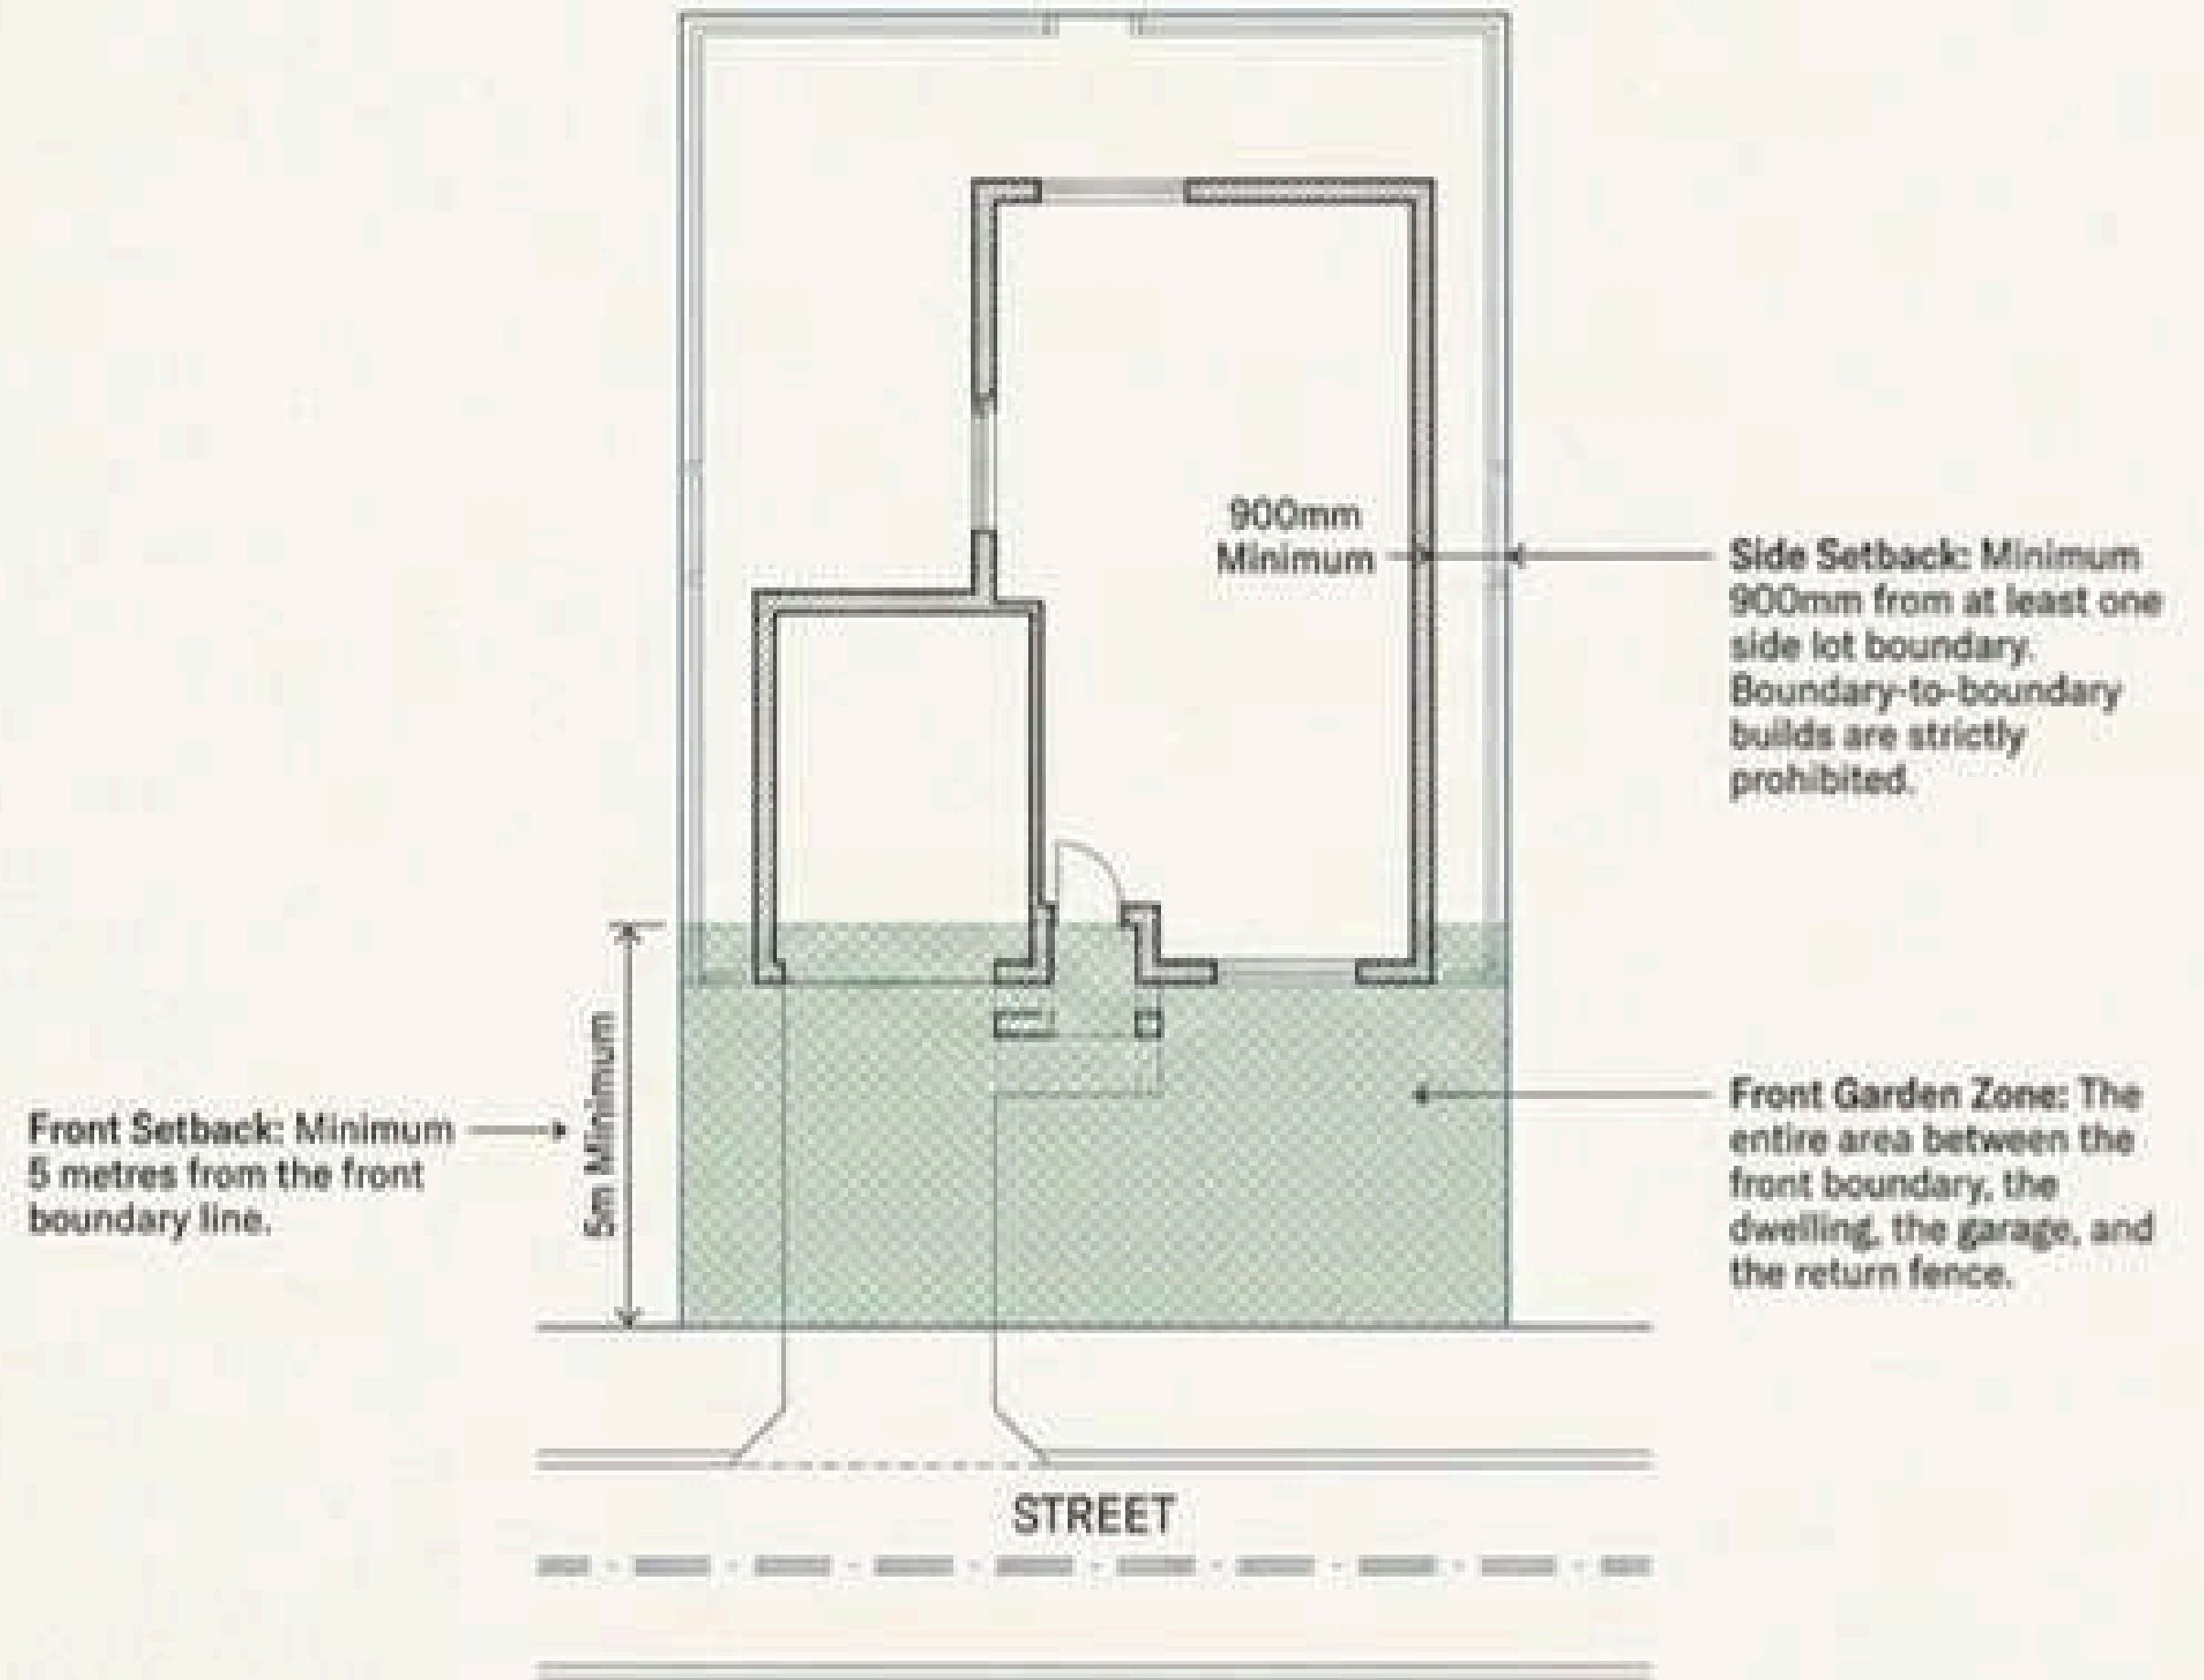 900mm
Minimum
Side Setback: Minimum
900mm from at least one
side lot boundary.
Boundary-to-boundary
builds are strictly
prohibited.
Front Setback: Minimum
5 metres from the front
boundary line.
5m Minimum
Front Garden Zone: The
entire area between the
front boundary, the
dwelling, the garage, and
the return fence.
STREET